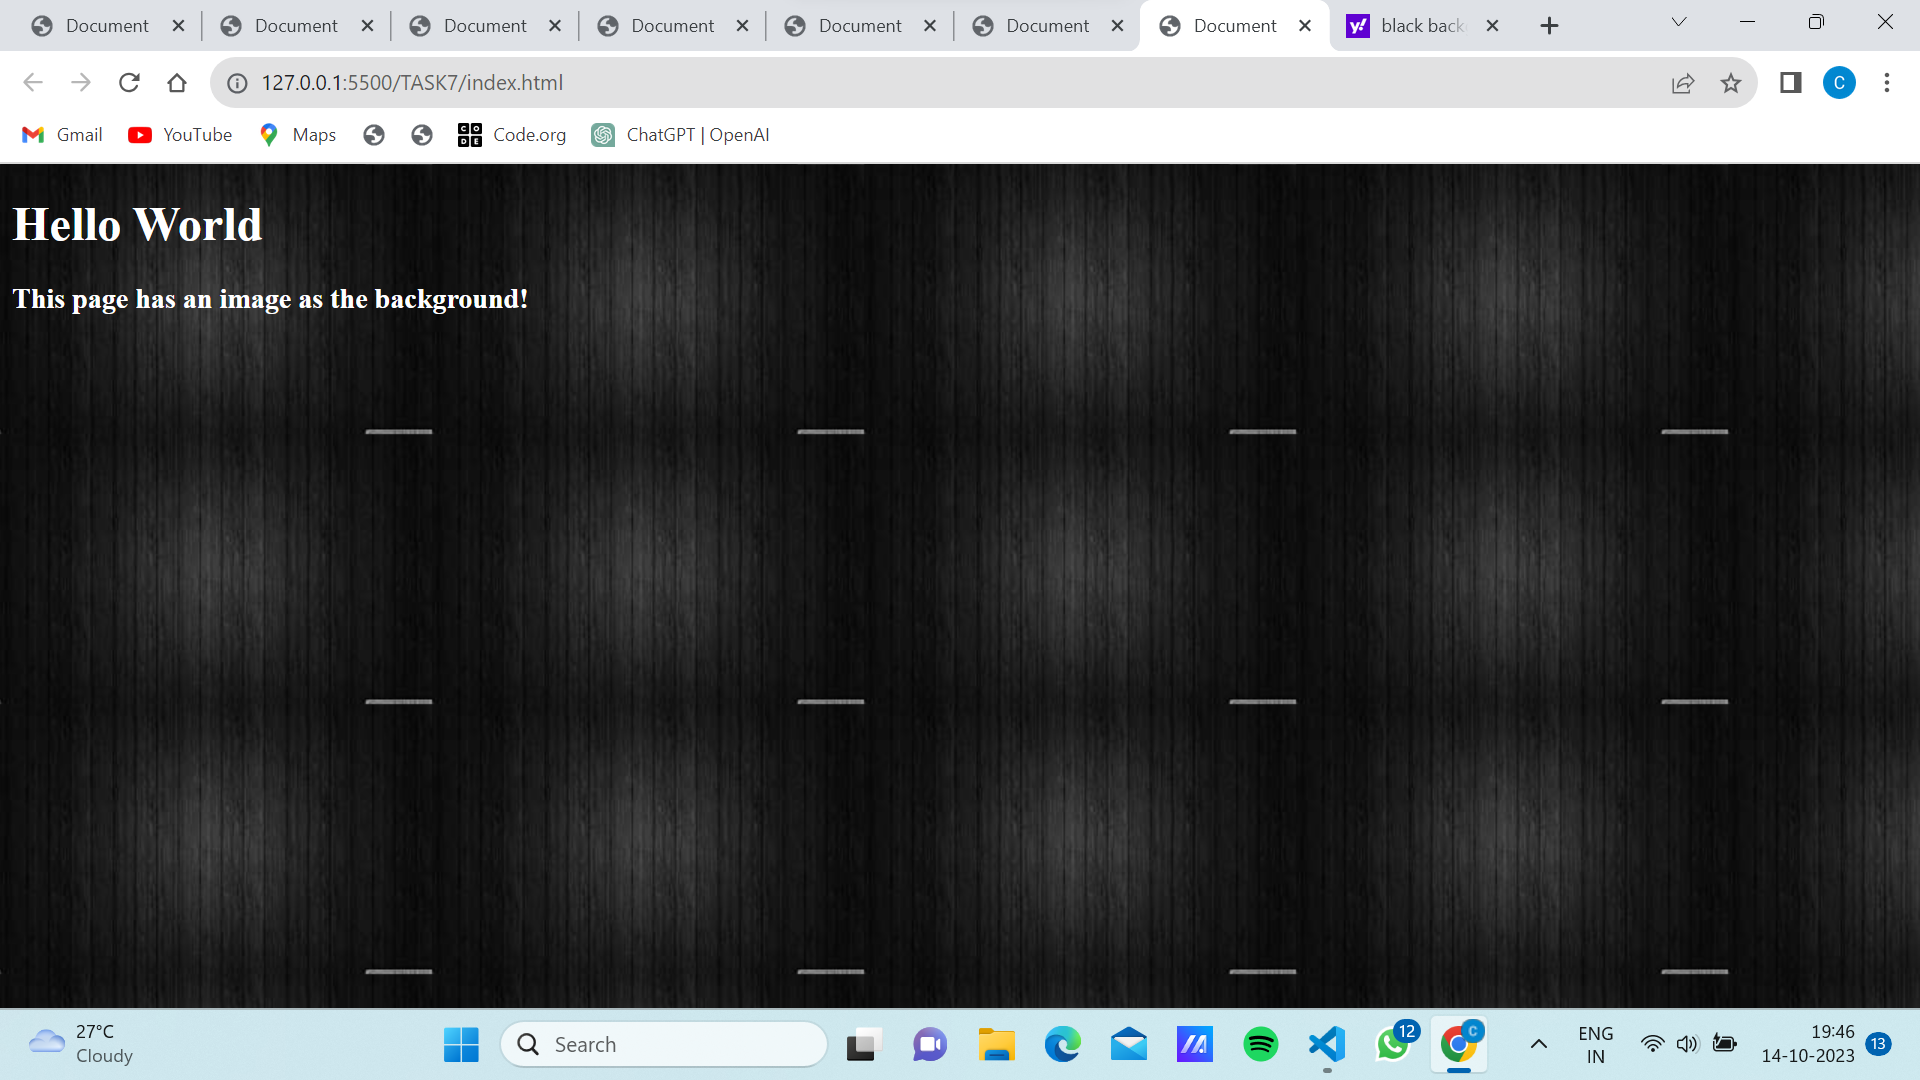 Document Document Document Document Document Document Document black back
127.0.0.1:5500/TASK7/index.html C
Gmail YouTube Maps CODE Code.org ChatGPT | OpenAI
Hello World
This page has an image as the background!
27°C
Cloudy
Search
12
C
ENG
IN
19:46
14-10-2023
13